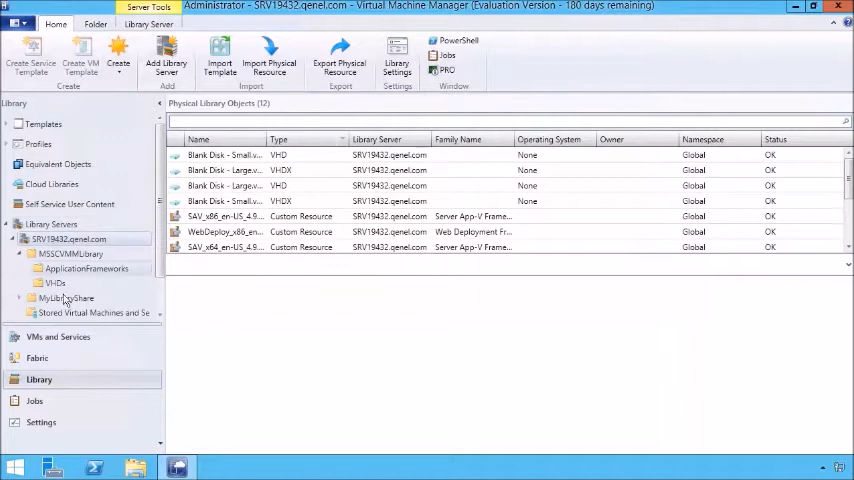 Server Tools
Administrator - SRV19432.qenel.com - Virtual Machine Manager (Evaluation Version - 180 days remaining)
Home
Folder
Library Server
Create Service Template
Create VM Template
Create
Add Library Server
Import Template
Import Physical Resource
Export Physical Resource
Library Settings
PowerShell
Jobs
PRO
Create
Add
Import
Export
Settings
Window
Library
Templates
Profiles
Equivalent Objects
Cloud Libraries
Self Service User Content
Library Servers
SRV19432.qenel.com
MSSCVMMLibrary
ApplicationFrameworks
VHDs
MyLibraryShare
Stored Virtual Machines and Se
VMs and Services
Fabric
Library
Jobs
Settings
Physical Library Objects (12)
Name Type Library Server Family Name Operating System Owner Namespace Status
Blank Disk - Small.v... VHD SRV19432.qenel.com None Global OK
Blank Disk - Large.v... VHDX SRV19432.qenel.com None Global OK
Blank Disk - Large.v... VHD SRV19432.qenel.com None Global OK
Blank Disk - Small.v... VHDX SRV19432.qenel.com None Global OK
SAV_x86_en-US_4.9... Custom Resource SRV19432.qenel.com Server App-V Frame... Global OK
WebDeploy_x86_en... Custom Resource SRV19432.qenel.com Web Deployment Fr... Global OK
SAV_x64_en-US_4.9... Custom Resource SRV19432.qenel.com Server App-V Frame... Global OK